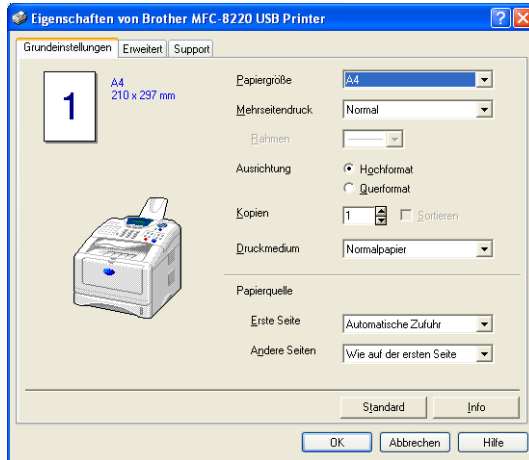 Eigenschaften von Brother MFC-8220 USB Printer
Grundeinstellungen Erweitert Support
1
A4
210 x 297 mm
Papiergröße A4
Mehrseitendruck Normal
Rahmen
Ausrichtung Hochformat
Querformat
Kopien 1 Sortieren
Druckmedium Normalpapier
Papierquelle
Erste Seite Automatische Zufuhr
Andere Seiten Wie auf der ersten Seite
Standard Info
OK Abbrechen Hilfe